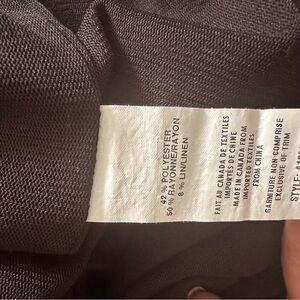 42 % POLYESTER
50 % RAYONNE/RAYON
8 % LIN/LINEN
FAIT AU CANADA DE TEXTILES
IMPORTÉS DE CHINE
MADE IN CANADA FROM
IMPORTED TEXTILES
FROM CHINA
GARNITURE NON-COMPRISE
EXCLUSIVE OF TRIM
STYLE: